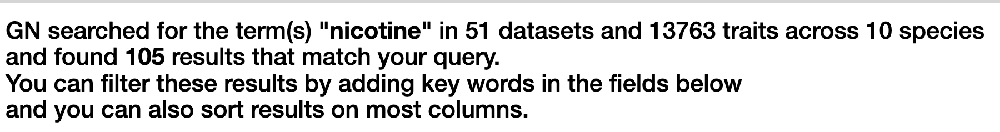 GN searched for the term(s) "nicotine" in 51 datasets and 13763 traits across 10 species
and found 105 results that match your query.
You can filter these results by adding key words in the fields below
and you can also sort results on most columns.